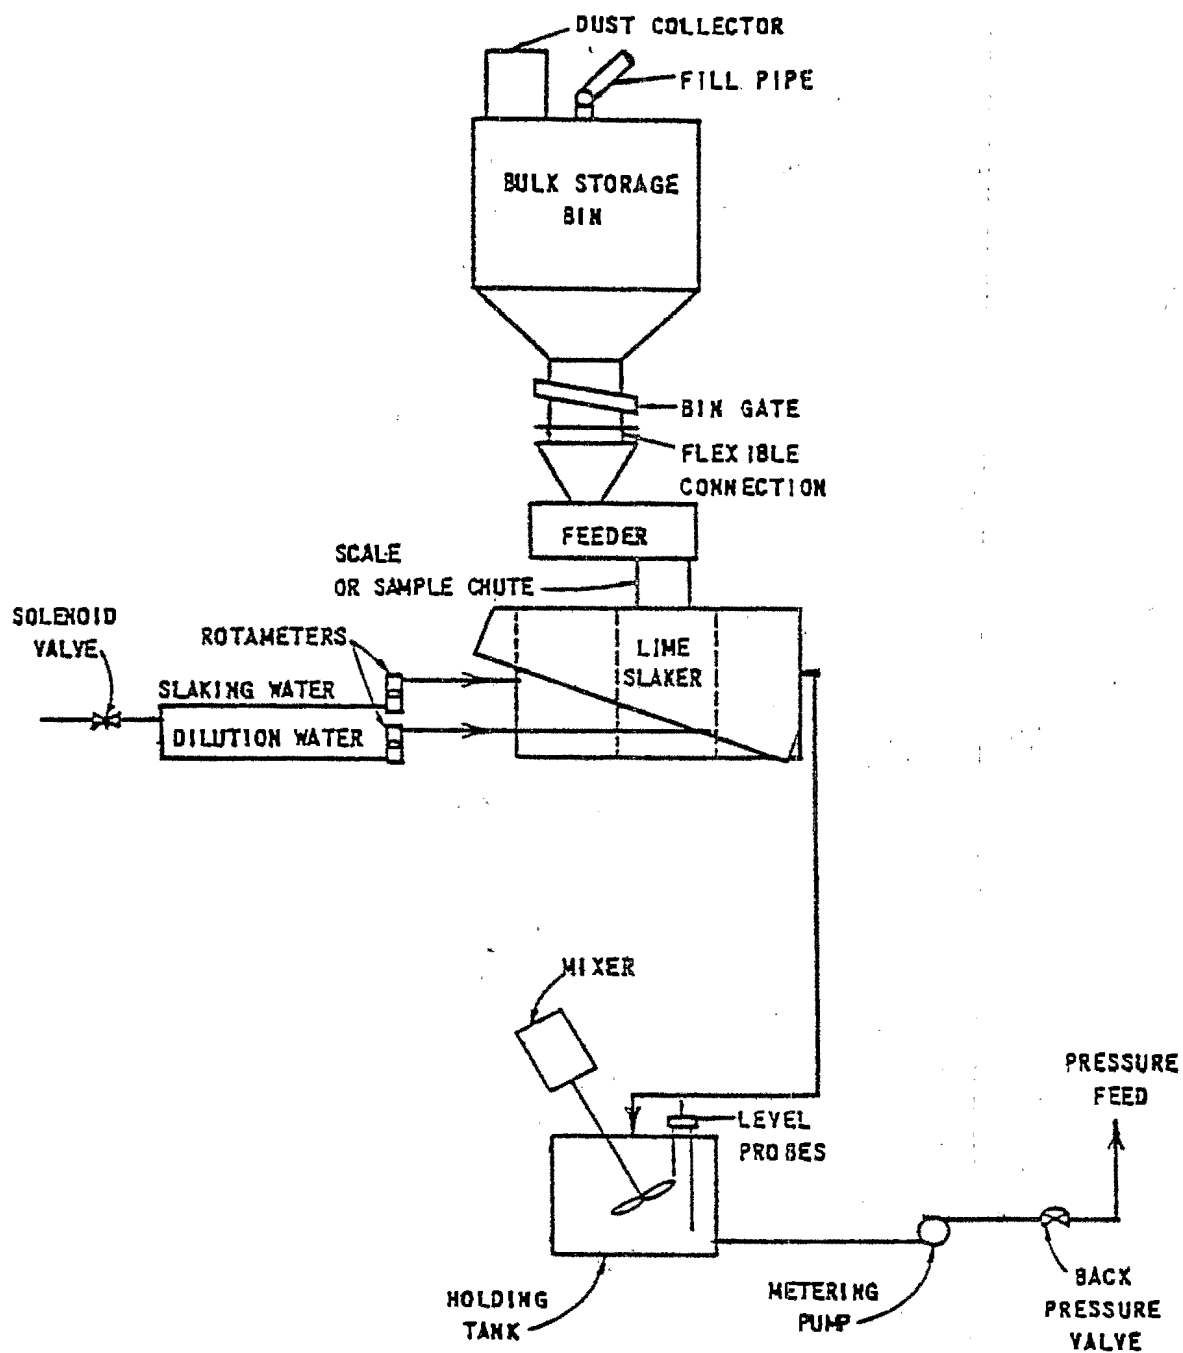 DUST COLLECTOR
FILL PIPE
BULK STORAGE
BIN
BIN GATE
FLEXIBLE
CONNECTION
FEEDER
SCALE
OR SAMPLE CHUTE
SOLENOID
VALVE
ROTAMETERS
LIME
SLAKER
SLAKING WATER
DILUTION WATER
MIXER
PRESSURE
FEED
LEVEL
PROBES
HOLDING
TANK
METERING
PUMP
BACK
PRESSURE
VALVE